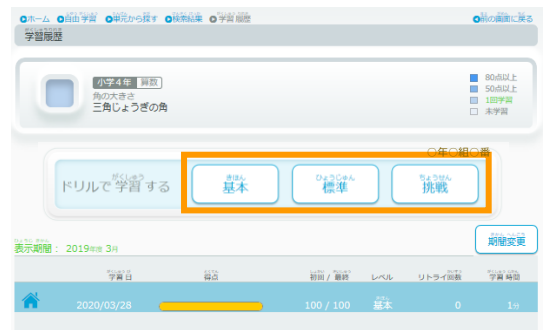 ホーム 自由学習 単元から探す 検索結果 学習履歴 前の画面に戻る
学習履歴
小学4年 算数
角の大きさ
三角じょうぎの角
80点以上
50点以上
1回学習
未学習
○年○組○番
ドリルで学習する 基本 標準 挑戦
表示期間： 2019年度 3月 期間変更
学習日 得点 初回 / 最終 レベル リトライ回数 学習時間
2020/03/28 100 / 100 基本 0 1分